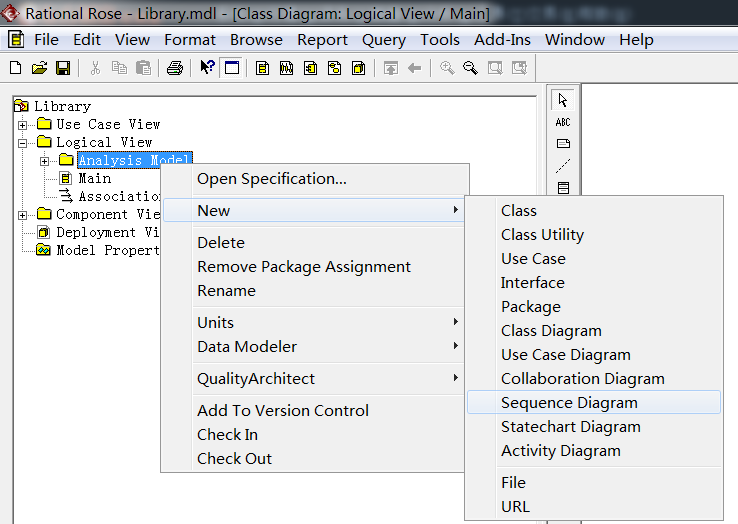 Rational Rose - Library.mdl - [Class Diagram: Logical View / Main]
File Edit View Format Browse Report Query Tools Add-Ins Window Help
Library
Use Case View
Logical View
Analysis Model
Main
Association
Component Vie
Deployment Vi
Model Propert
ABC
Open Specification...
New
Delete
Remove Package Assignment
Rename
Units
Data Modeler
QualityArchitect
Add To Version Control
Check In
Check Out
Class
Class Utility
Use Case
Interface
Package
Class Diagram
Use Case Diagram
Collaboration Diagram
Sequence Diagram
Statechart Diagram
Activity Diagram
File
URL